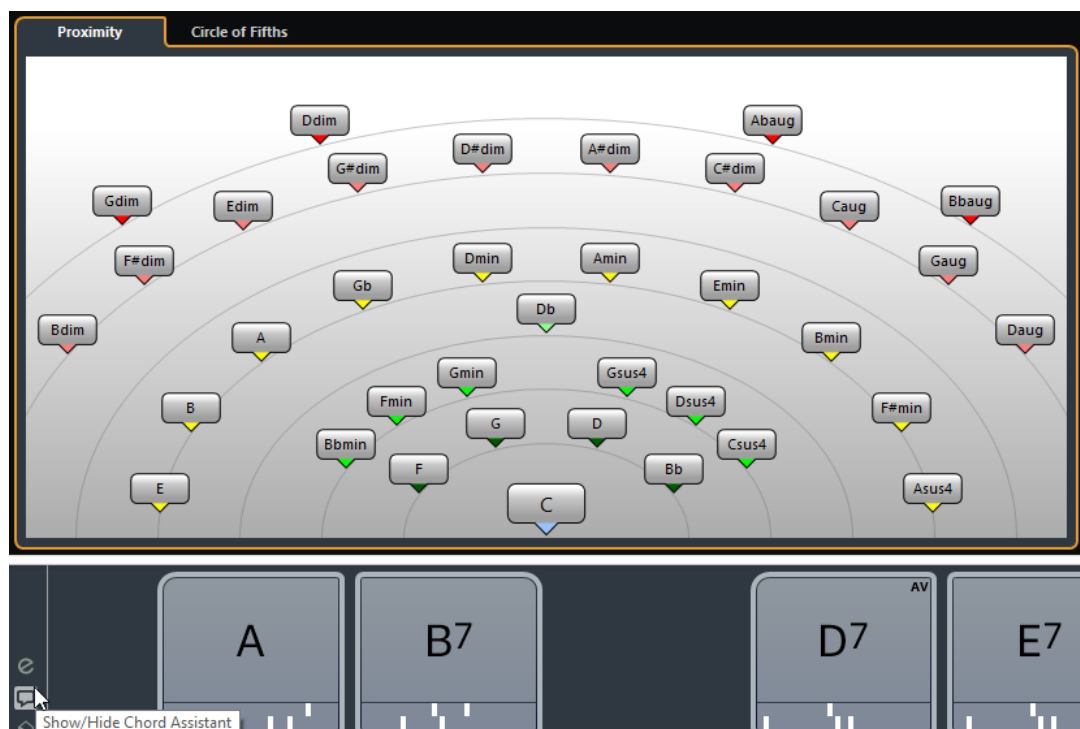 Proximity Circle of Fifths
Ddim Abaug
D#dim A#dim
G#dim C#dim
Gdim Edim Caug Bbaug
F#dim Dmin Amin Gaug
Gb Emin
Bdim A Db Bmin Daug
Gmin Gsus4
B Fmin Dsus4 F#min
G D
Bbmin Csus4
F Bb
E Asus4
C
AV
A B7 D7 E7
e
Show/Hide Chord Assistant